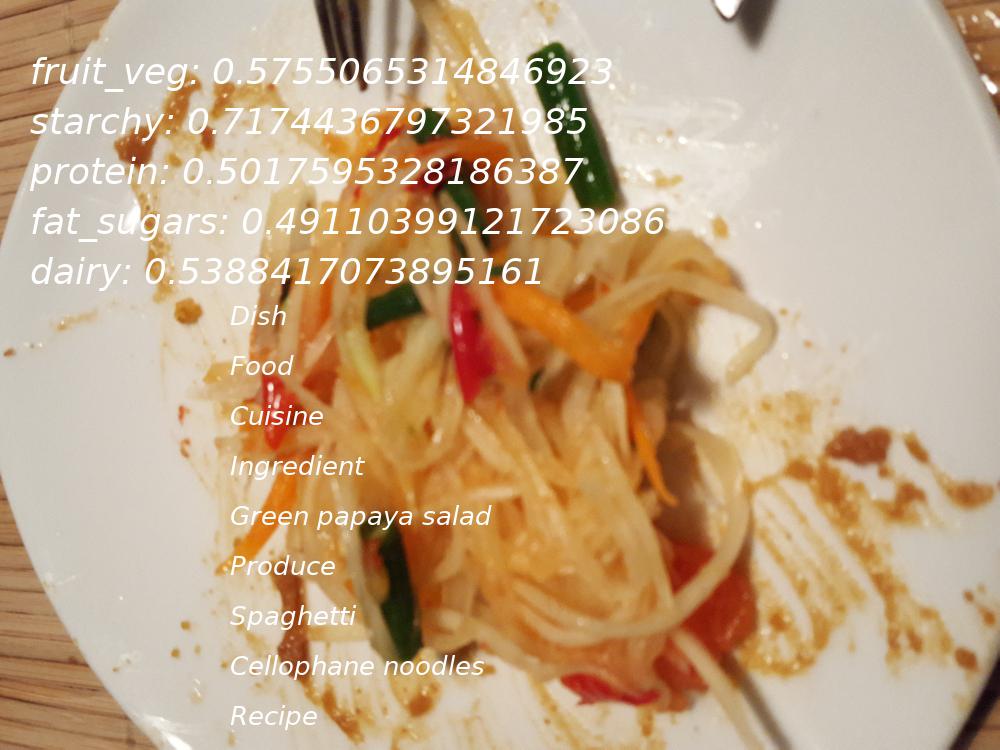 fruit_veg: 0.5755065314846923
starchy: 0.7174436797321985
protein: 0.5017595328186387
fat_sugars: 0.49110399121723086
dairy: 0.5388417073895161
Dish
Food
Cuisine
Ingredient
Green papaya salad
Produce
Spaghetti
Cellophane noodles
Recipe